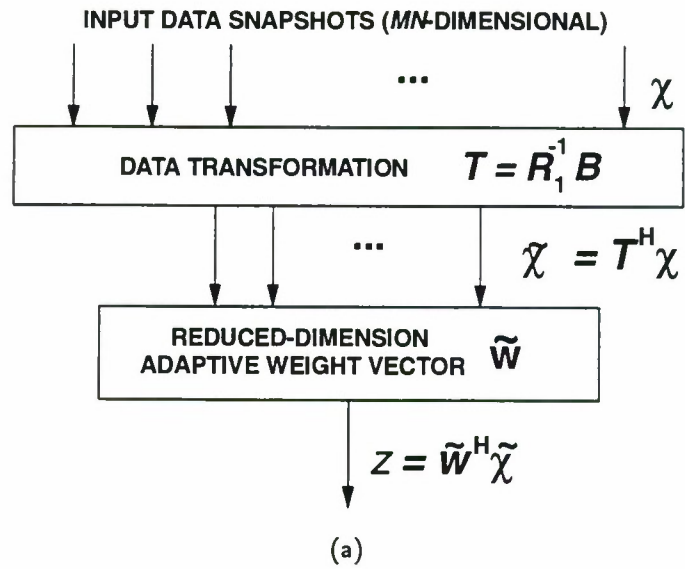 INPUT DATA SNAPSHOTS (MN-DIMENSIONAL)
... χ
DATA TRANSFORMATION T = R₁⁻¹ B
... χ̃ = Tᴴχ
REDUCED-DIMENSION
ADAPTIVE WEIGHT VECTOR w̃
z = w̃ᴴχ̃
(a)